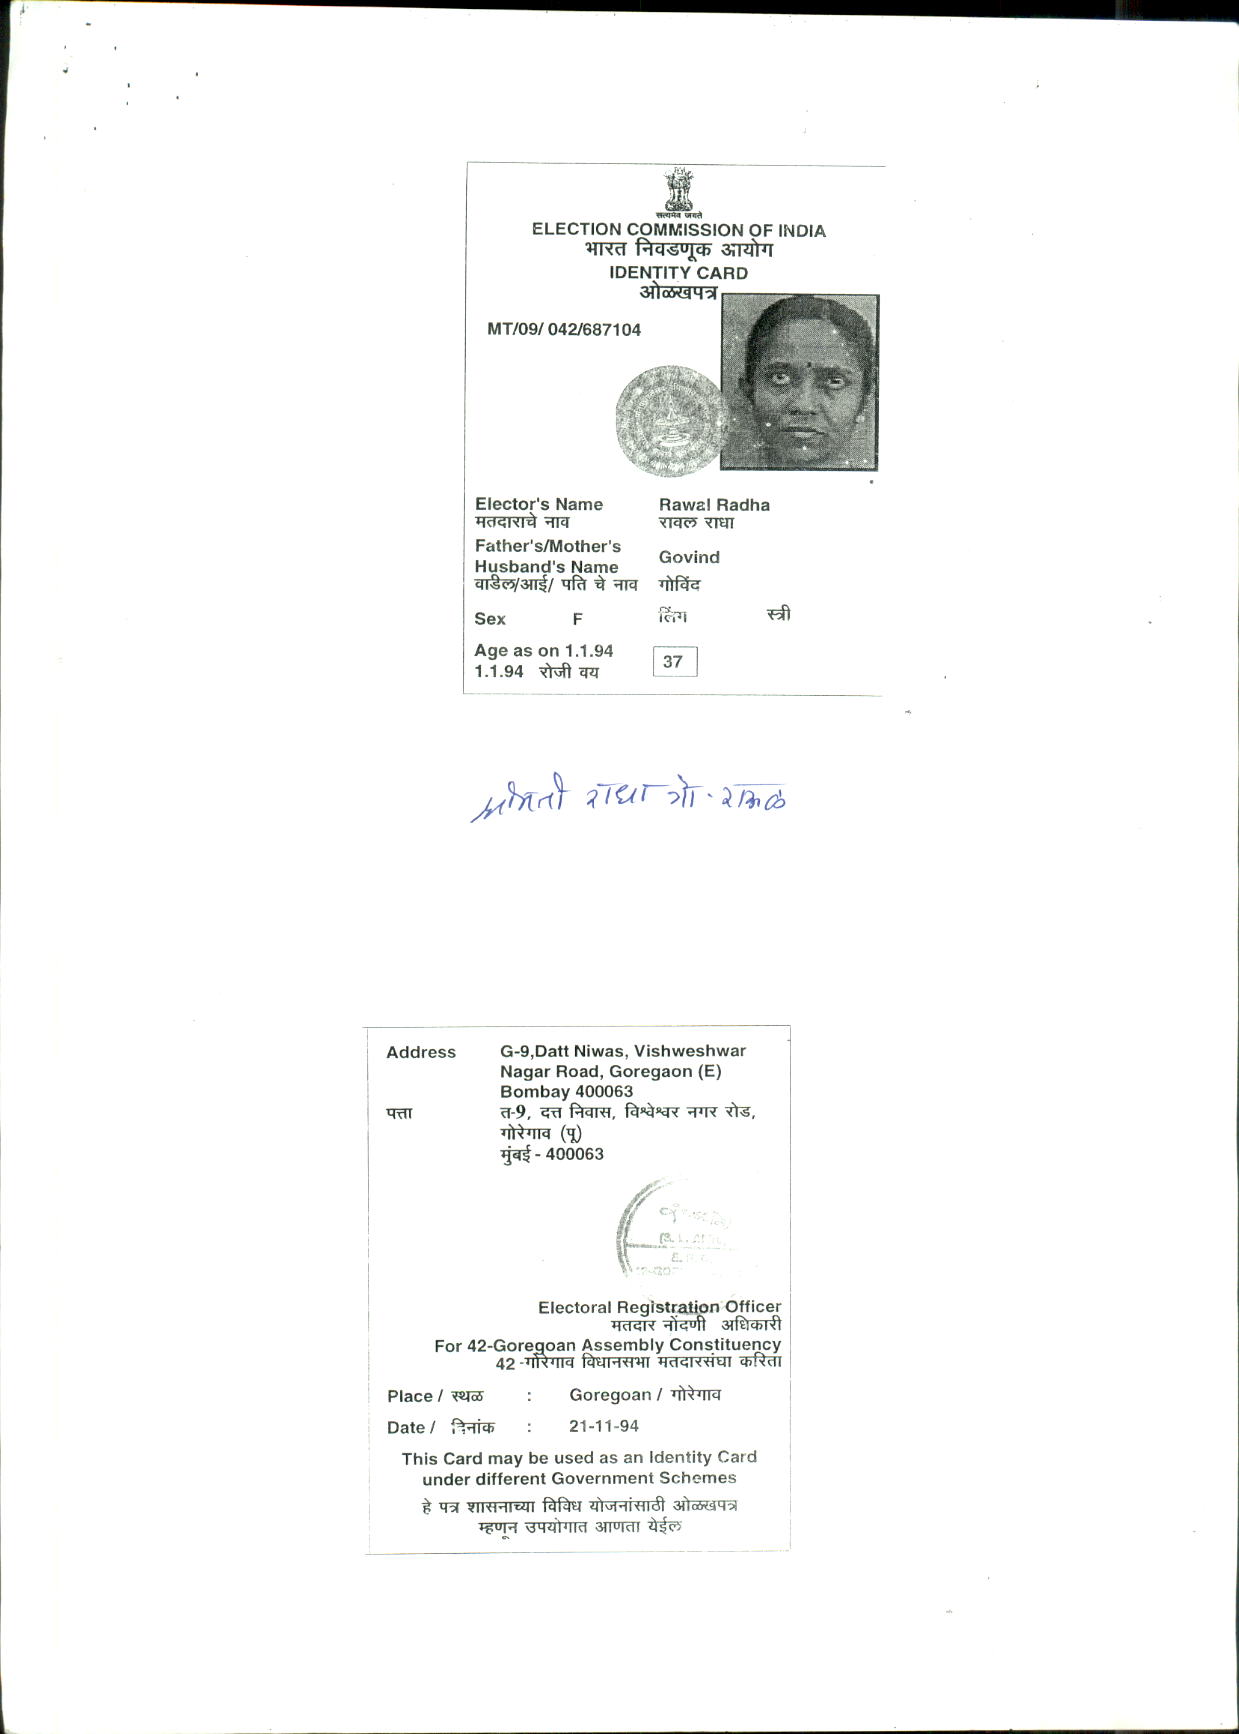 सत्यमेव जयते
ELECTION COMMISSION OF INDIA
भारत निवडणूक आयोग
IDENTITY CARD
ओळखपत्र
MT/09/ 042/687104
Elector's Name Rawal Radha
मतदाराचे नाव रावल राधा
Father's/Mother's
Husband's Name Govind
वाडील/आई/ पति चे नाव गोविंद
Sex F लिंग स्त्री
Age as on 1.1.94 37
1.1.94 रोजी वय
श्रीमती राधा गो. रावळ
Address G-9,Datt Niwas, Vishweshwar
Nagar Road, Goregaon (E)
Bombay 400063
पत्ता त-9, दत्त निवास, विश्वेश्वर नगर रोड,
गोरेगाव (पू)
मुंबई - 400063
Electoral Registration Officer
मतदार नोंदणी अधिकारी
For 42-Goregoan Assembly Constituency
42 -गोरेगाव विधानसभा मतदारसंघा करिता
Place / स्थळ : Goregoan / गोरेगाव
Date / दिनांक : 21-11-94
This Card may be used as an Identity Card
under different Government Schemes
हे पत्र शासनाच्या विविध योजनांसाठी ओळखपत्र
म्हणून उपयोगात आणता येईल